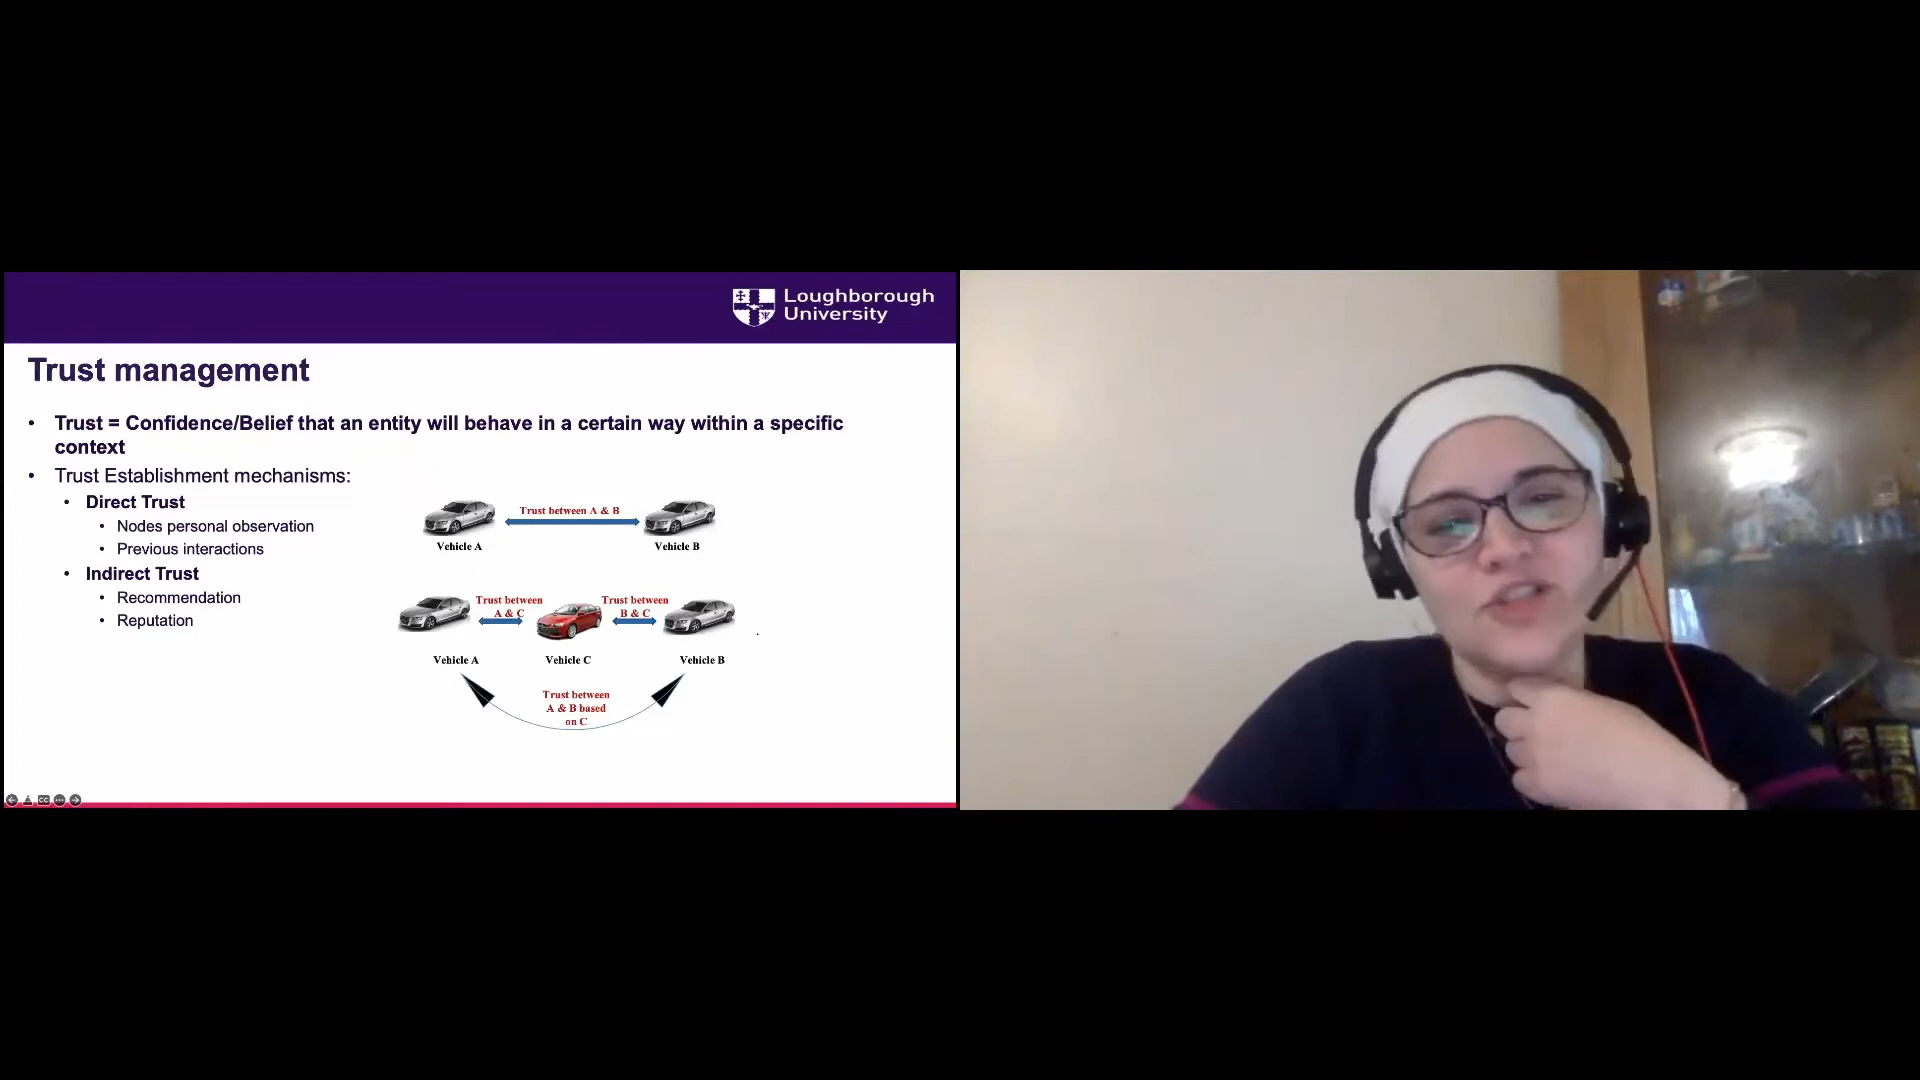 Loughborough
University
Trust management
• Trust = Confidence/Belief that an entity will behave in a certain way within a specific
context
• Trust Establishment mechanisms:
• Direct Trust
• Nodes personal observation
• Previous interactions
• Indirect Trust
• Recommendation
• Reputation
Trust between A & B
Vehicle A
Vehicle B
Trust between
A & C
Trust between
B & C
Vehicle A
Vehicle C
Vehicle B
Trust between
A & B based
on C